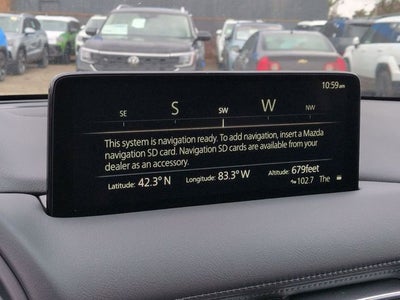 10:59am
SE S SW W NW
This system is navigation ready. To add navigation, insert a Mazda
navigation SD card. Navigation SD cards are available from your
dealer as an accessory.
Latitude: 42.3° N Longitude: 83.3° W Altitude: 679feet
102.7 The